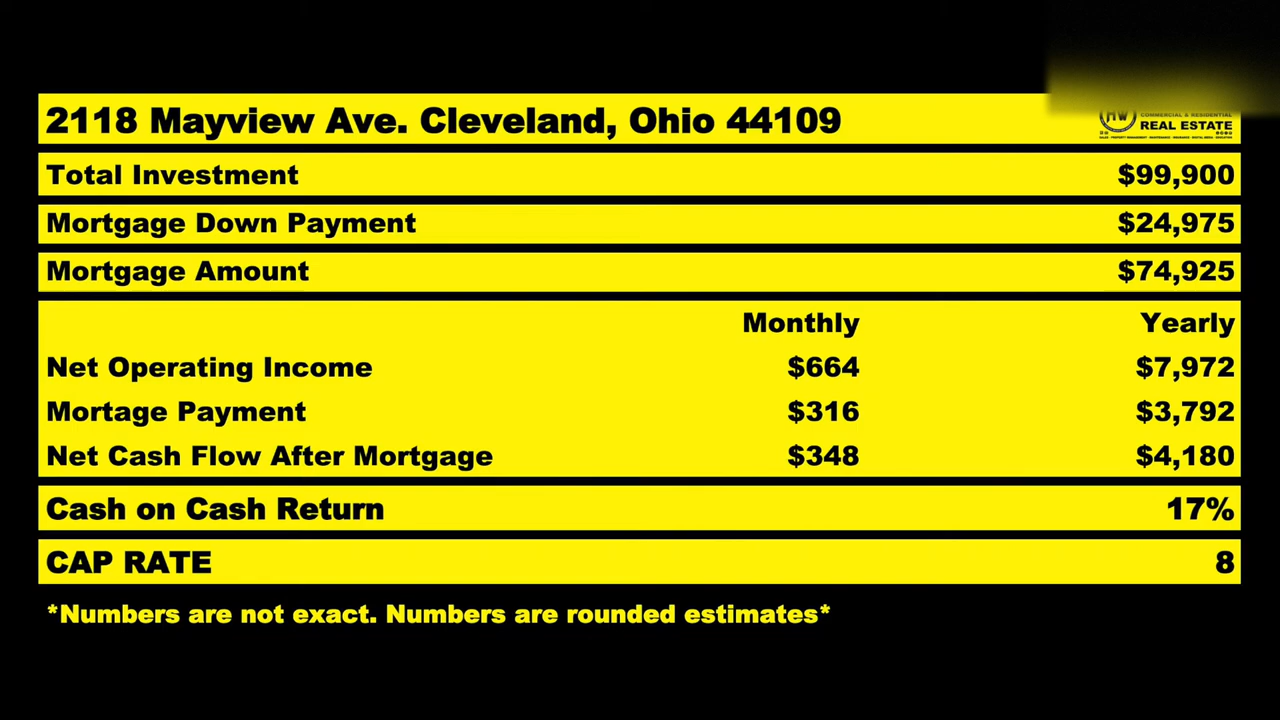 2118 Mayview Ave. Cleveland, Ohio 44109
HW
COMMERCIAL & RESIDENTIAL
REAL ESTATE
Total Investment $99,900
Mortgage Down Payment $24,975
Mortgage Amount $74,925
Monthly Yearly
Net Operating Income $664 $7,972
Mortage Payment $316 $3,792
Net Cash Flow After Mortgage $348 $4,180
Cash on Cash Return 17%
CAP RATE 8
*Numbers are not exact. Numbers are rounded estimates*